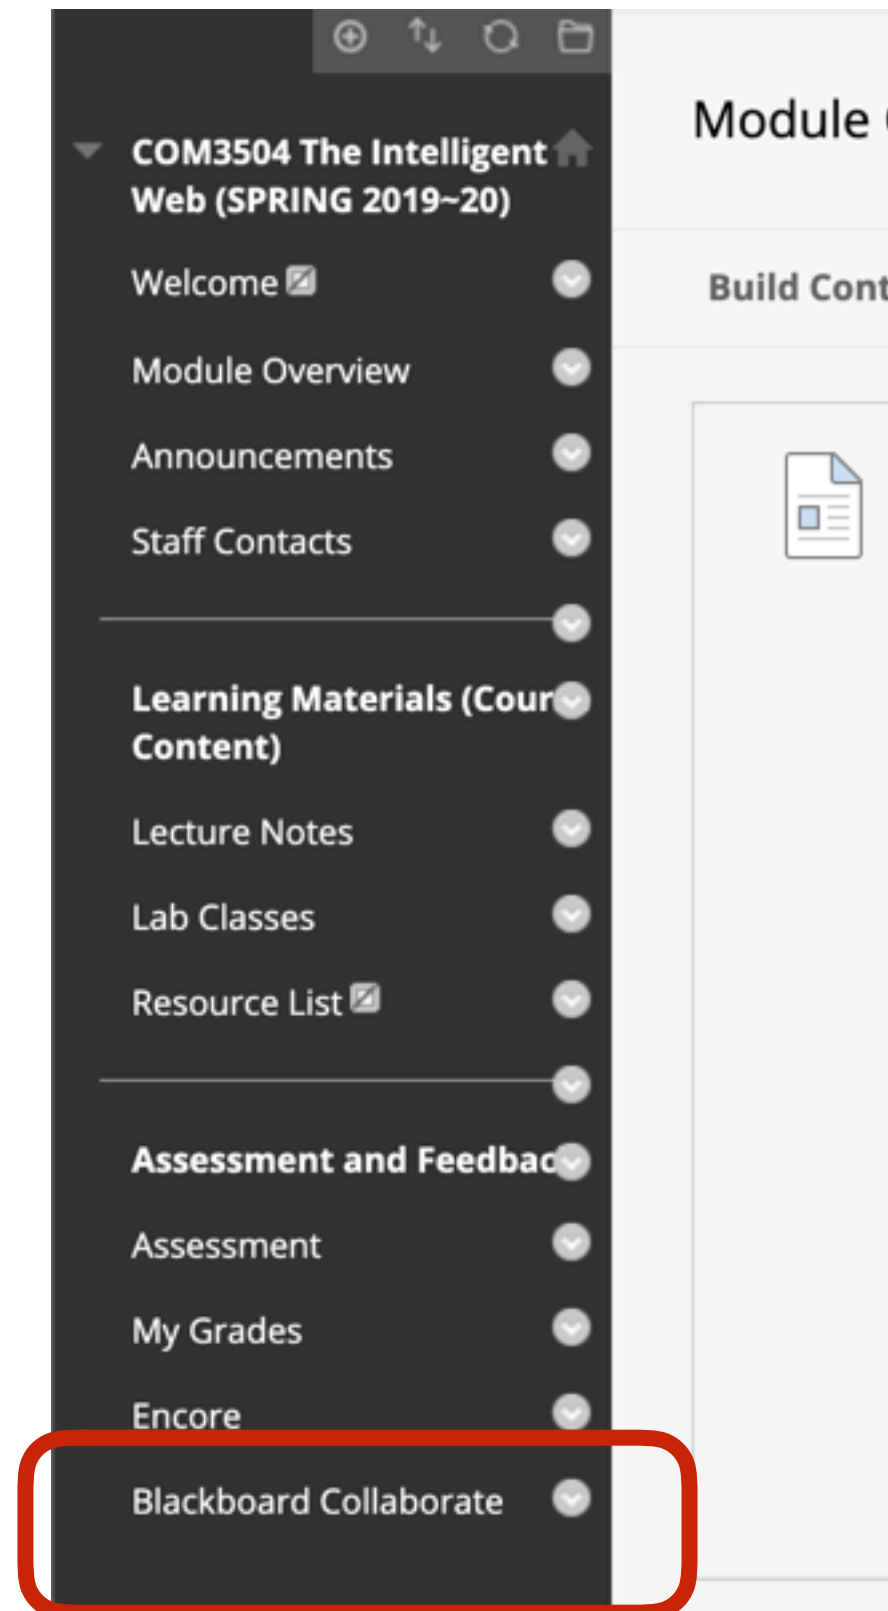 COM3504 The Intelligent
Web (SPRING 2019~20)
Module
Welcome
Build Cont
Module Overview
Announcements
Staff Contacts
Learning Materials (Cour
Content)
Lecture Notes
Lab Classes
Resource List
Assessment and Feedbac
Assessment
My Grades
Encore
Blackboard Collaborate